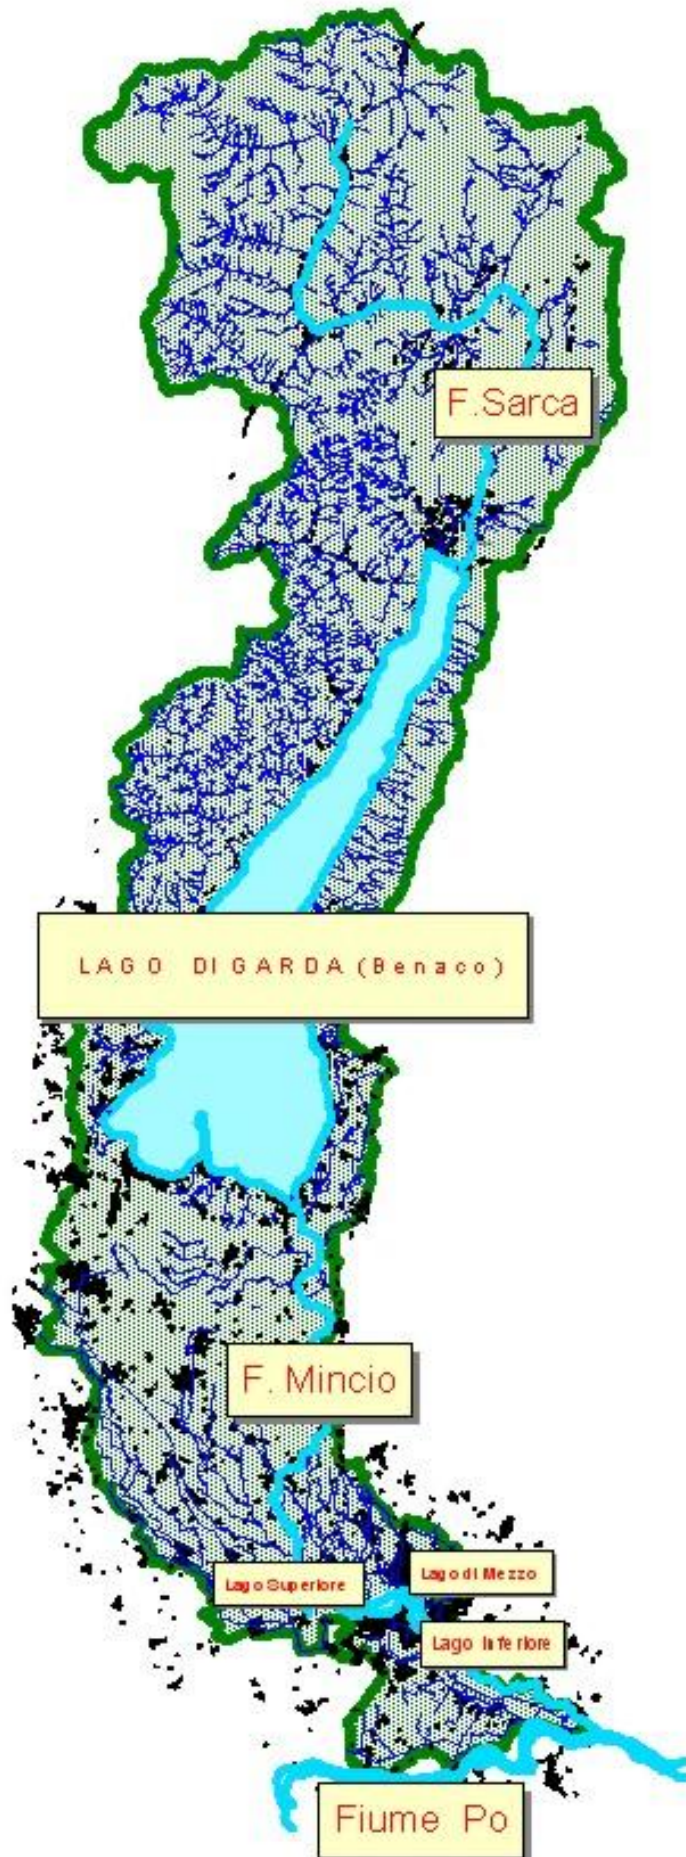 F.Sarca
LAGO DI GARDA (Benaco)
F. Mincio
Lago Superiore
Lago di Mezzo
Lago Inferiore
Fiume Po